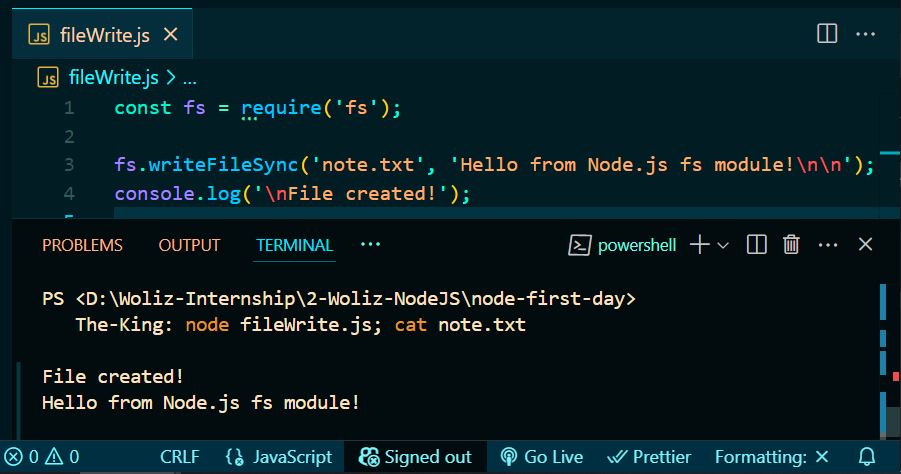 JS fileWrite.js ×
JS fileWrite.js > ...
1 const fs = require('fs');
2
3 fs.writeFileSync('note.txt', 'Hello from Node.js fs module!\n\n');
4 console.log('\nFile created!');
5
PROBLEMS OUTPUT TERMINAL ··· powershell
PS <D:\Woliz-Internship\2-Woliz-NodeJS\node-first-day>
The-King: node fileWrite.js; cat note.txt
File created!
Hello from Node.js fs module!
0 0 CRLF {} JavaScript Signed out Go Live Prettier Formatting: ×